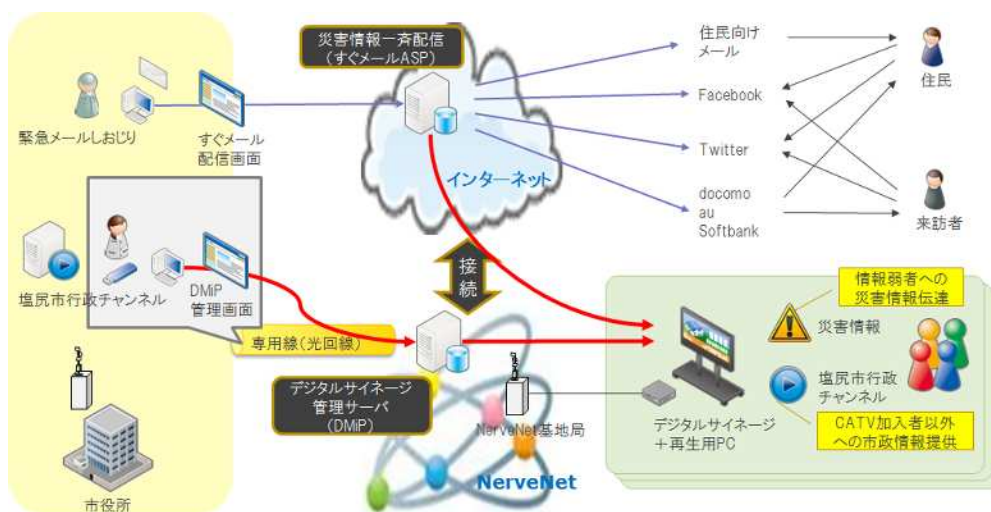 災害情報一斉配信
(すぐメールASP)
緊急メールしおじり
すぐメール
配信画面
インターネット
住民向け
メール
Facebook
Twitter
docomo
au
Softbank
住民
来訪者
塩尻市行政チャンネル
DMiP
管理画面
専用線(光回線)
接続
デジタルサイネージ
管理サーバ
(DMiP)
NerveNet基地局
NerveNet
市役所
デジタルサイネージ
+再生用PC
情報弱者への
災害情報伝達
災害情報
塩尻市行政
チャンネル
CATV加入者以外
への市政情報提供